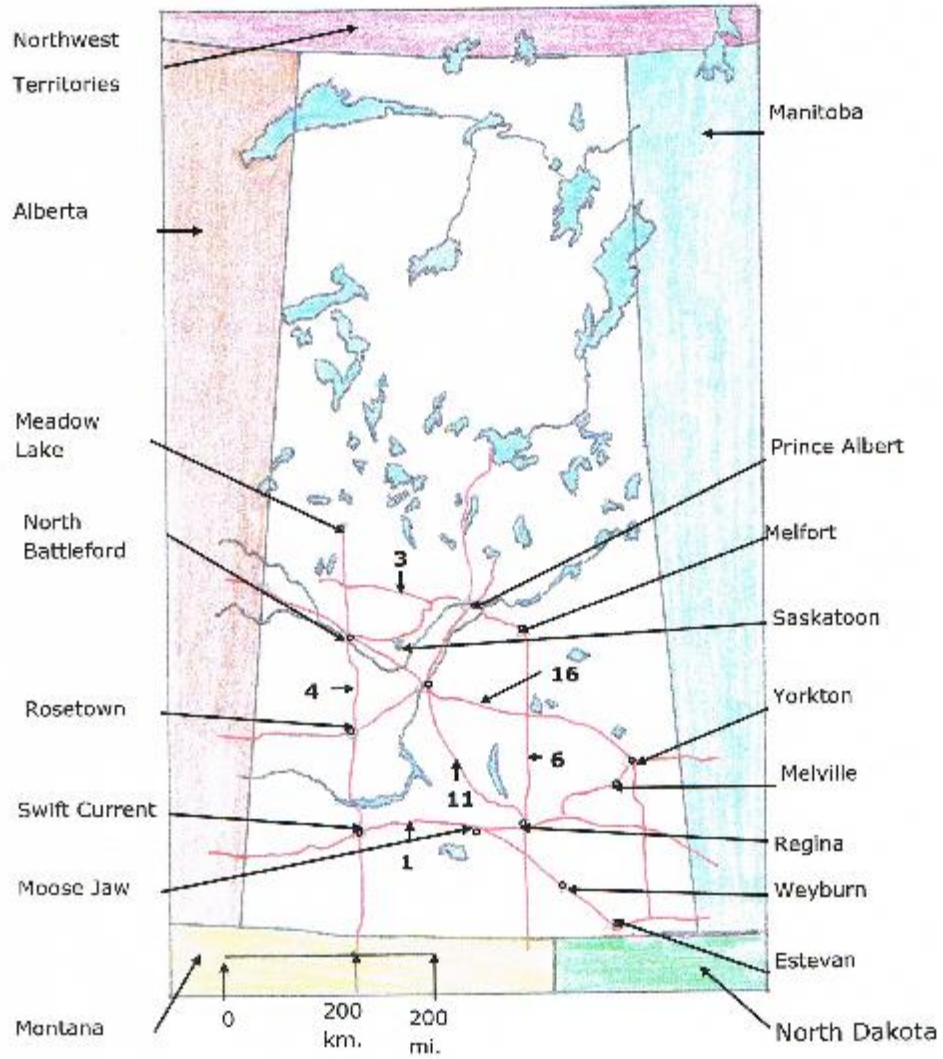 Northwest
Territories
Manitoba
Alberta
Meadow
Lake
Prince Albert
North
Battleford
Melfort
3
Saskatoon
16
4
Yorkton
Rosetown
6
Melville
11
Swift Current
1
Regina
Moose Jaw
Weyburn
Estevan
0
200
km.
200
mi.
Montana
North Dakota